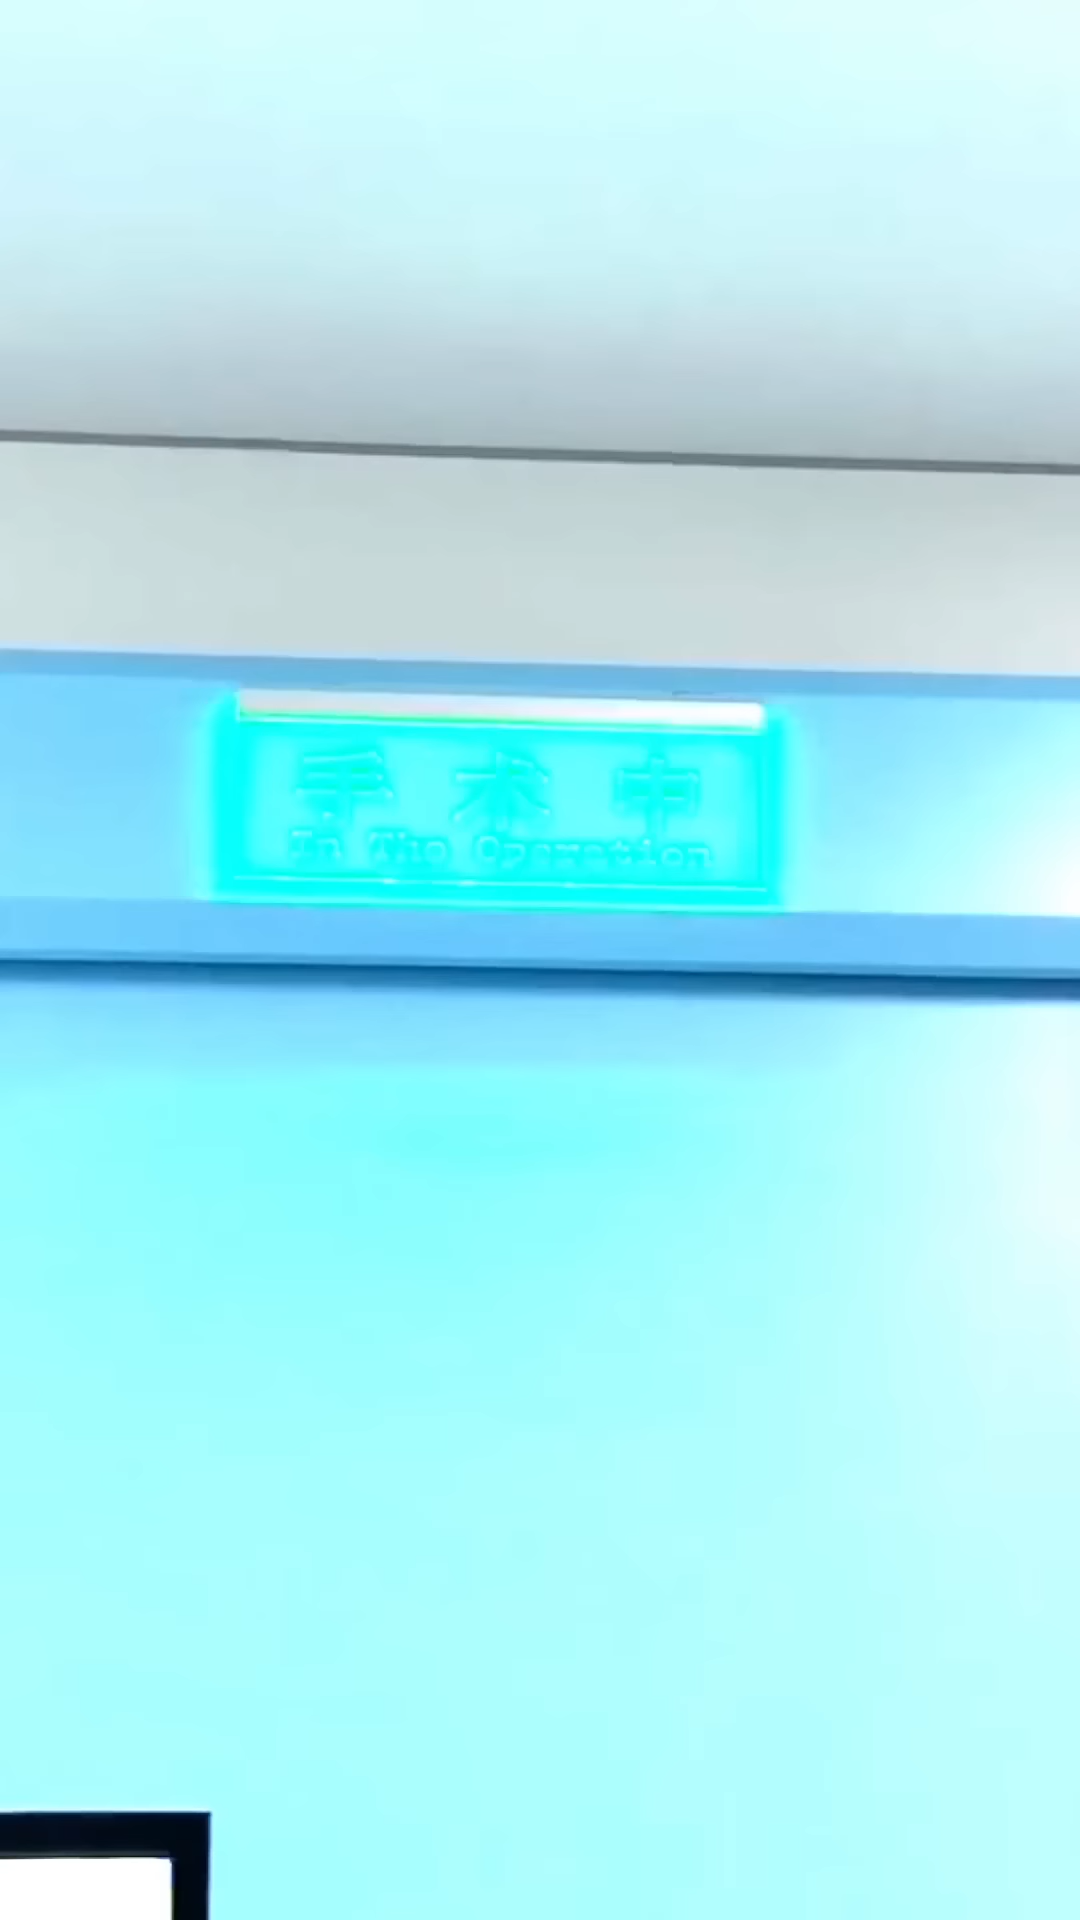 手术中
In The Operation